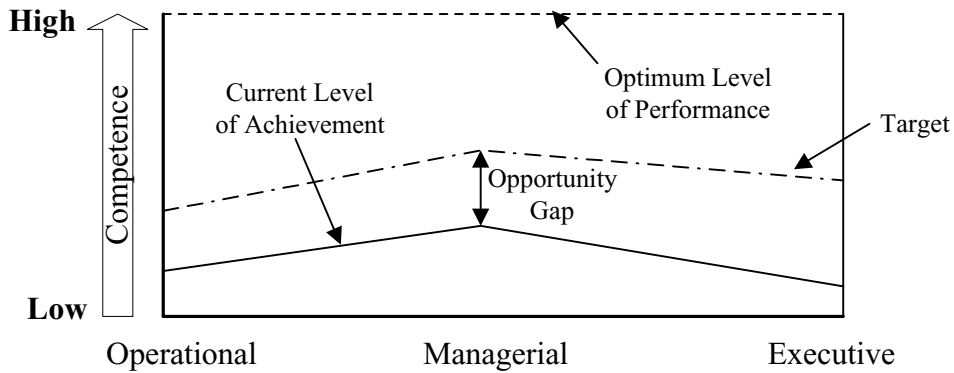 High
Optimum Level
of Performance
Current Level
of Achievement
Target
Competence
Opportunity
Gap
Low
Operational
Managerial
Executive